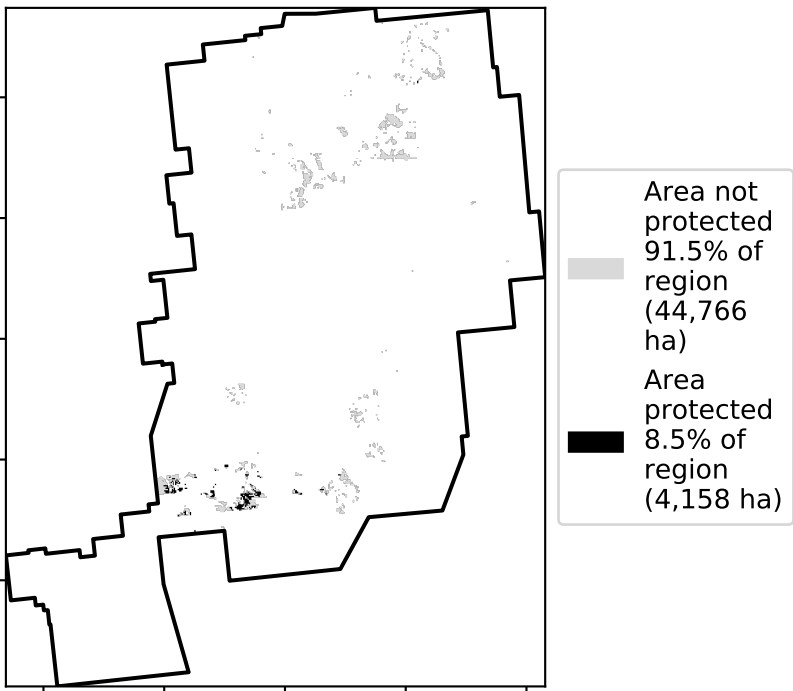 Area not
protected
91.5% of
region
(44,766
ha)
Area
protected
8.5% of
region
(4,158 ha)